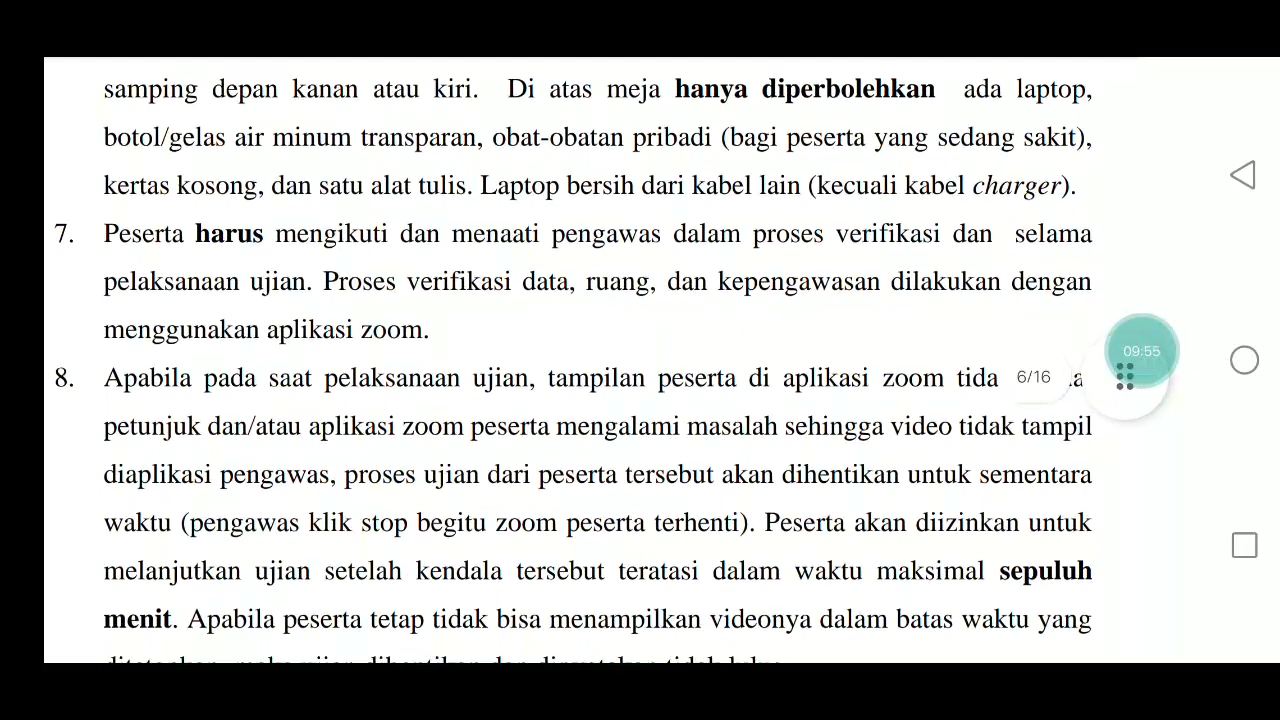 samping depan kanan atau kiri. Di atas meja hanya diperbolehkan ada laptop,
botol/gelas air minum transparan, obat-obatan pribadi (bagi peserta yang sedang sakit),
kertas kosong, dan satu alat tulis. Laptop bersih dari kabel lain (kecuali kabel charger).
7. Peserta harus mengikuti dan menaati pengawas dalam proses verifikasi dan selama
pelaksanaan ujian. Proses verifikasi data, ruang, dan kepengawasan dilakukan dengan
menggunakan aplikasi zoom.
09:55
8. Apabila pada saat pelaksanaan ujian, tampilan peserta di aplikasi zoom
6/16
petunjuk dan/atau aplikasi zoom peserta mengalami masalah sehingga video tidak tampil
diaplikasi pengawas, proses ujian dari peserta tersebut akan dihentikan untuk sementara
waktu (pengawas klik stop begitu zoom peserta terhenti). Peserta akan diizinkan untuk
melanjutkan ujian setelah kendala tersebut teratasi dalam waktu maksimal sepuluh
menit. Apabila peserta tetap tidak bisa menampilkan videonya dalam batas waktu yang